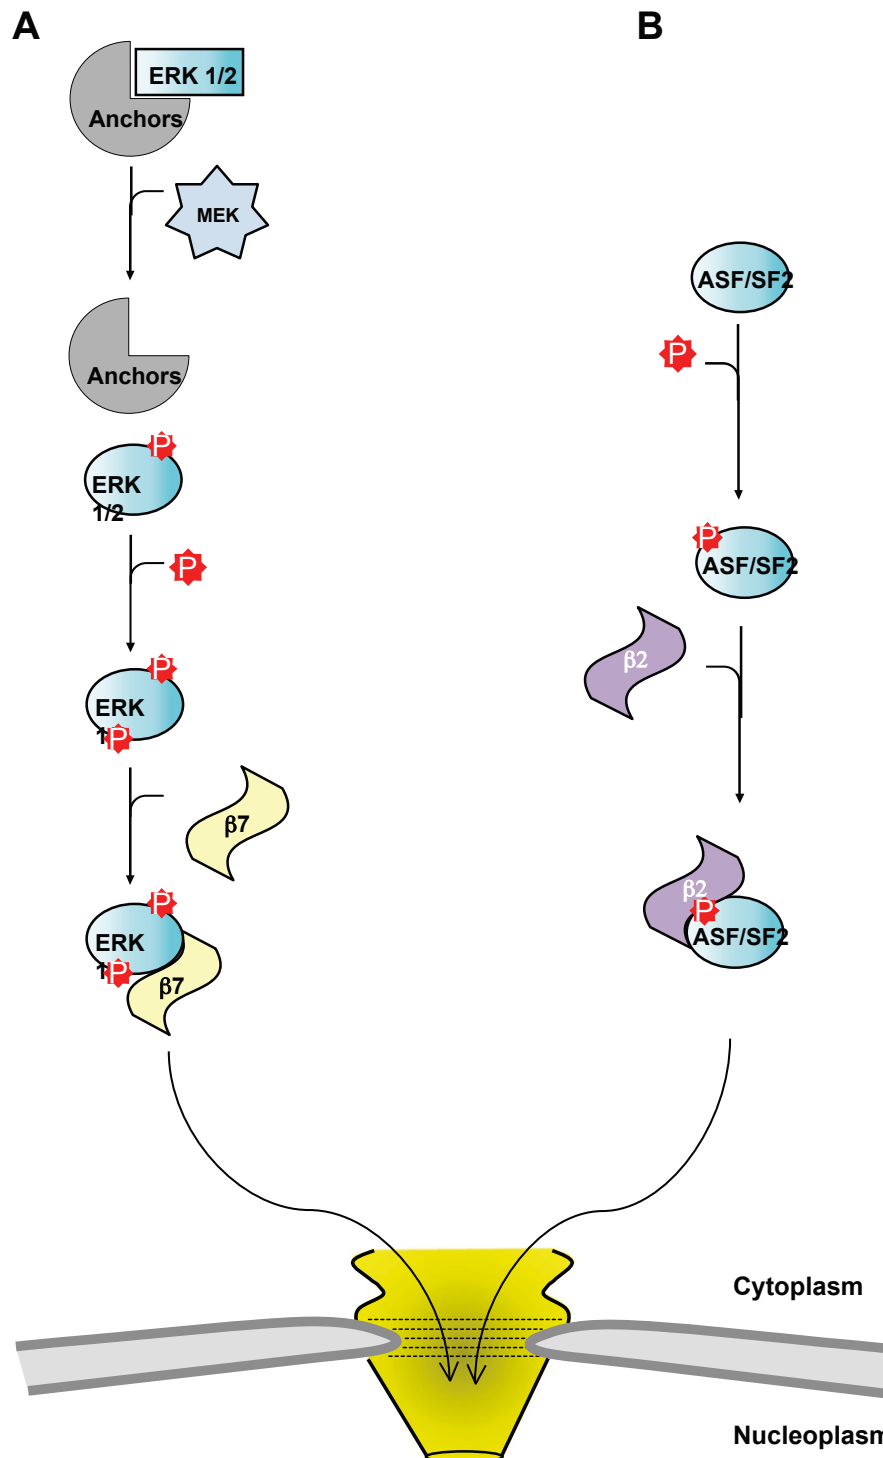 A
B
ERK 1/2
Anchors
MEK
Anchors
P
ERK
1/2
P
P
ERK
P
β7
P
ERK
P
β7
ASF/SF2
P
P
ASF/SF2
β2
β2
P
ASF/SF2
Cytoplasm
Nucleoplasm